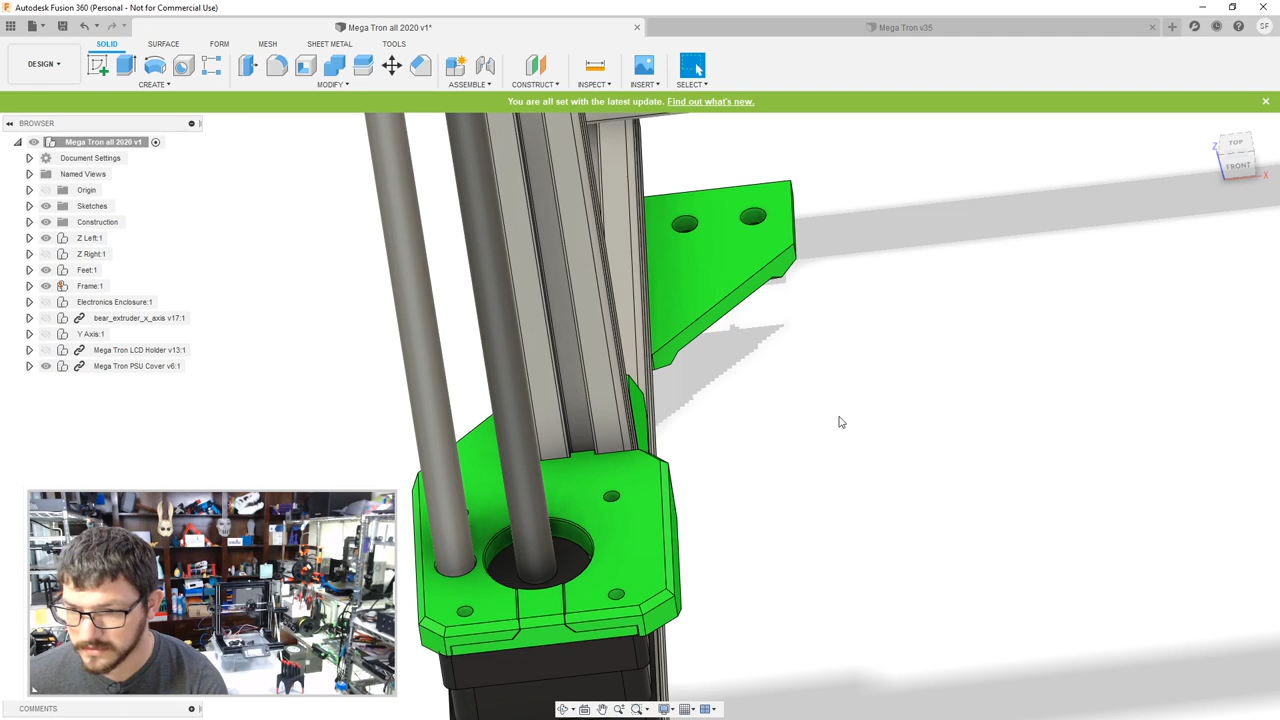 Autodesk Fusion 360 (Personal - Not for Commercial Use)
Mega Tron all 2020 v1*
Mega Tron v35
SF
DESIGN
SOLID
SURFACE
FORM
MESH
SHEET METAL
TOOLS
CREATE
MODIFY
ASSEMBLE
CONSTRUCT
INSPECT
INSERT
SELECT
You are all set with the latest update. Find out what's new.
BROWSER
Mega Tron all 2020 v1
Document Settings
Named Views
Origin
Sketches
Construction
Z Left:1
Z Right:1
Feet:1
Frame:1
Electronics Enclosure:1
bear_extruder_x_axis v17:1
Y Axis:1
Mega Tron LCD Holder v13:1
Mega Tron PSU Cover v6:1
TOP
FRONT
Z
X
COMMENTS